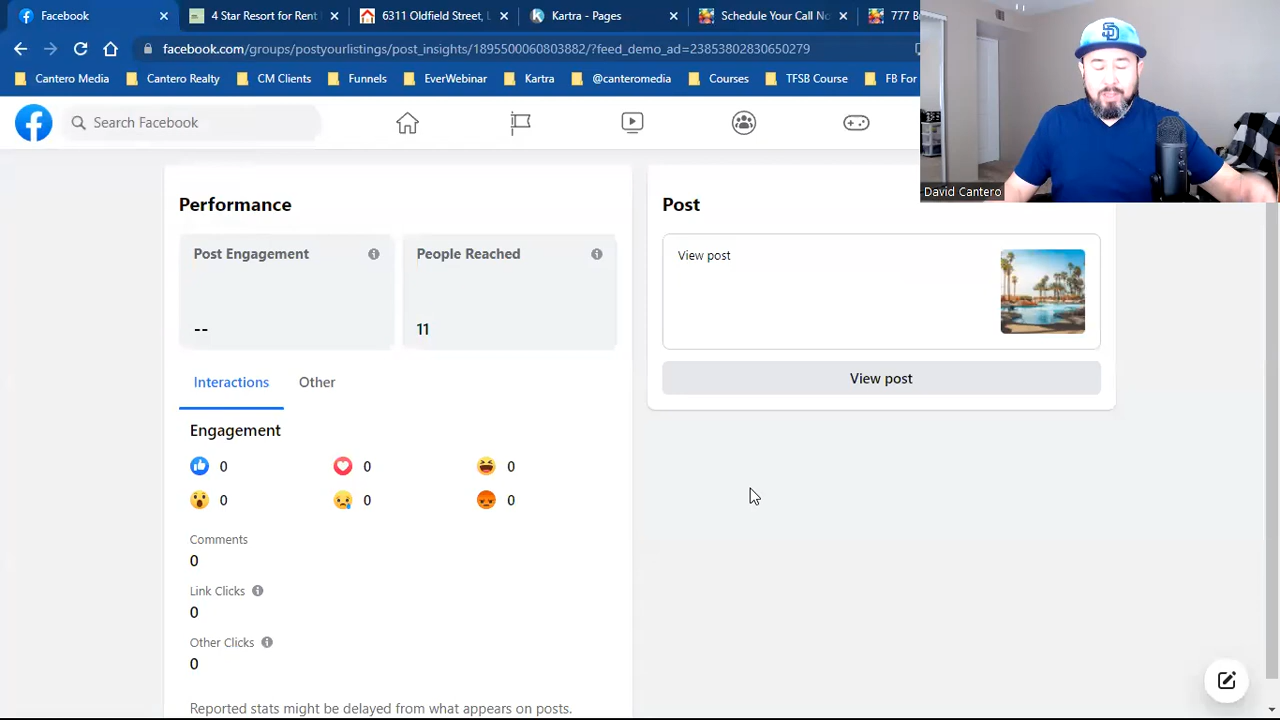 Facebook
4 Star Resort for Rent
6311 Oldfield Street, L
Kartra - Pages
Schedule Your Call No
777 B
facebook.com/groups/postyourlistings/post_insights/1895500060803882/?feed_demo_ad=23853802830650279
Cantero Media
Cantero Realty
CM Clients
Funnels
EverWebinar
Kartra
@canteromedia
Courses
TFSB Course
FB For
Search Facebook
David Cantero
Performance
Post Engagement
--
People Reached
11
Interactions
Other
Engagement
0
0
0
0
0
0
Comments
0
Link Clicks
0
Other Clicks
0
Reported stats might be delayed from what appears on posts.
Post
View post
View post